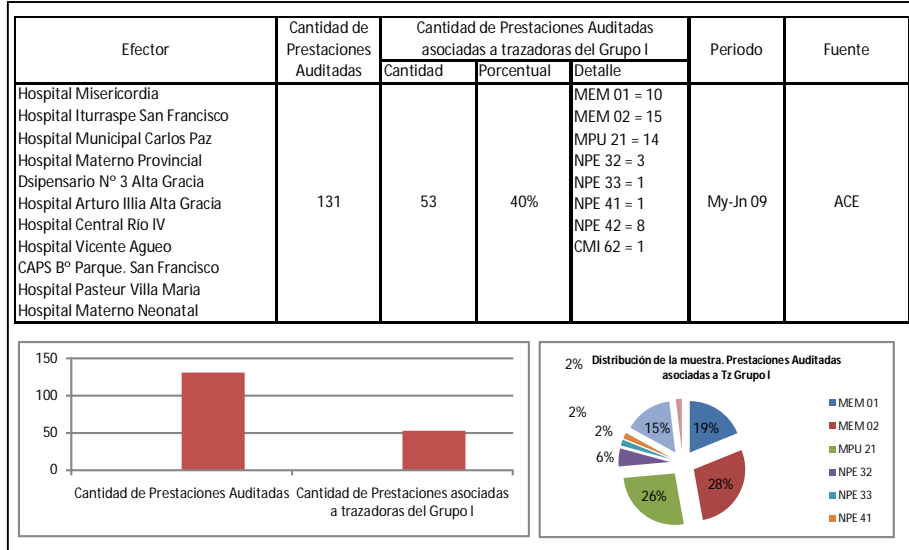 Efector
Cantidad de Prestaciones Auditadas
Cantidad de Prestaciones Auditadas asociadas a trazadores del Grupo I
Periodo
Fuente
Cantidad
Porcentual
Detalle
Hospital Misericordia
Hospital Iturraspe San Francisco
Hospital Municipal Carlos Paz
Hospital Materno Provincial
Dsipensario Nº 3 Alta Gracia
Hospital Arturo Illia Alta Gracia
Hospital Central Río IV
Hospital Vicente Agueo
CAPS Bº Parque. San Francisco
Hospital Pasteur Villa Maria
Hospital Materno Neonatal
131
53
40%
MEM 01 = 10
MEM 02 = 15
MPU 21 = 14
NPE 32 = 3
NPE 33 = 1
NPE 41 = 1
NPE 42 = 8
CMI 62 = 1
My-Jn 09
ACE
150
100
50
0
Cantidad de Prestaciones Auditadas
Cantidad de Prestaciones asociadas
a trazadores del Grupo I
Distribución de la muestra. Prestaciones Auditadas
asociadas a Tz Grupo I
2%
2%
2%
6%
15%
19%
28%
26%
MEM 01
MEM 02
MPU 21
NPE 32
NPE 33
NPE 41